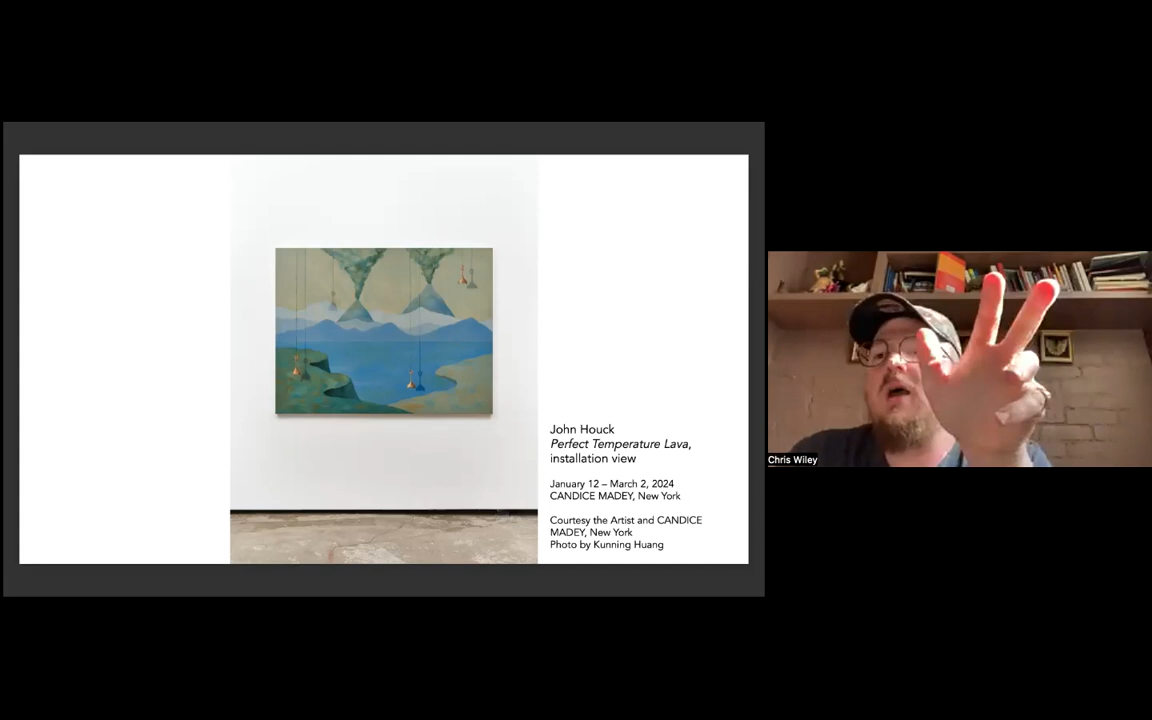 John Houck
Perfect Temperature Lava,
installation view
January 12 – March 2, 2024
CANDICE MADEY, New York
Courtesy the Artist and CANDICE
MADEY, New York
Photo by Kunning Huang
Chris Wiley